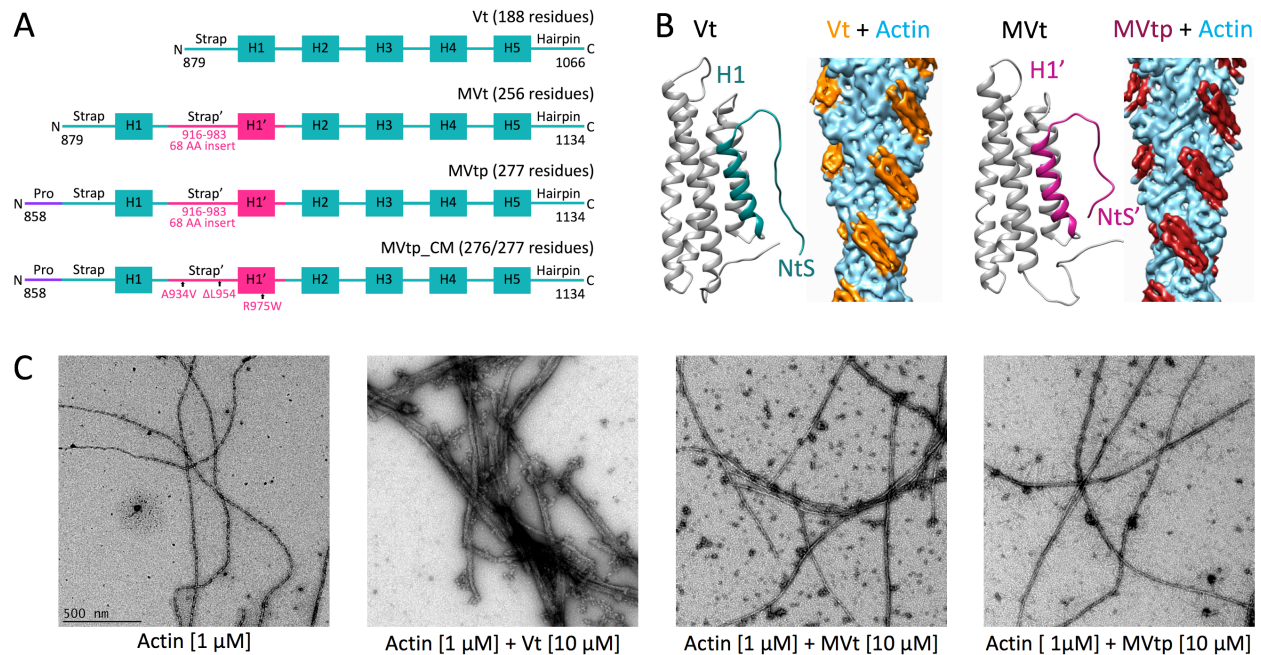 A
Vt (188 residues)
N Strap H1 H2 H3 H4 H5 Hairpin C
879 1066
MVt (256 residues)
N Strap H1 Strap’ H1’ H2 H3 H4 H5 Hairpin C
879 916-983 1134
68 AA insert
MVtp (277 residues)
Pro
N Strap H1 Strap’ H1’ H2 H3 H4 H5 Hairpin C
858 916-983 1134
68 AA insert
MVtp_CM (276/277 residues)
Pro
N Strap H1 Strap’ H1’ H2 H3 H4 H5 Hairpin C
858 A934V ΔL954 1134
R975W
B
Vt Vt + Actin MVt MVtp + Actin
H1 H1’
NtS NtS’
C
500 nm
Actin [1 μM]
Actin [1 μM] + Vt [10 μM]
Actin [1 μM] + MVt [10 μM]
Actin [ 1μM] + MVtp [10 μM]